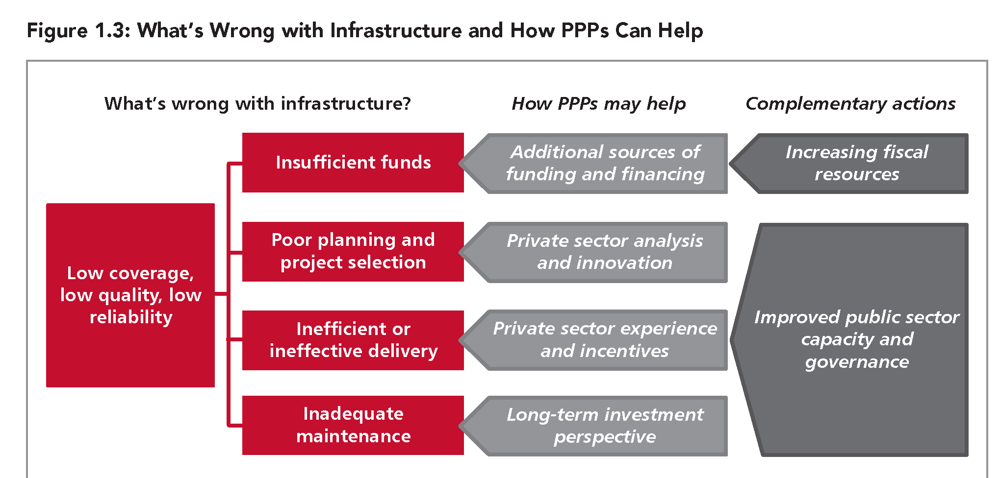 Figure 1.3: What’s Wrong with Infrastructure and How PPPs Can Help
What’s wrong with infrastructure?
How PPPs may help
Complementary actions
Low coverage,
low quality, low
reliability
Insufficient funds
Additional sources of
funding and financing
Increasing fiscal
resources
Poor planning and
project selection
Private sector analysis
and innovation
Inefficient or
ineffective delivery
Private sector experience
and incentives
Inadequate
maintenance
Long-term investment
perspective
Improved public sector
capacity and
governance